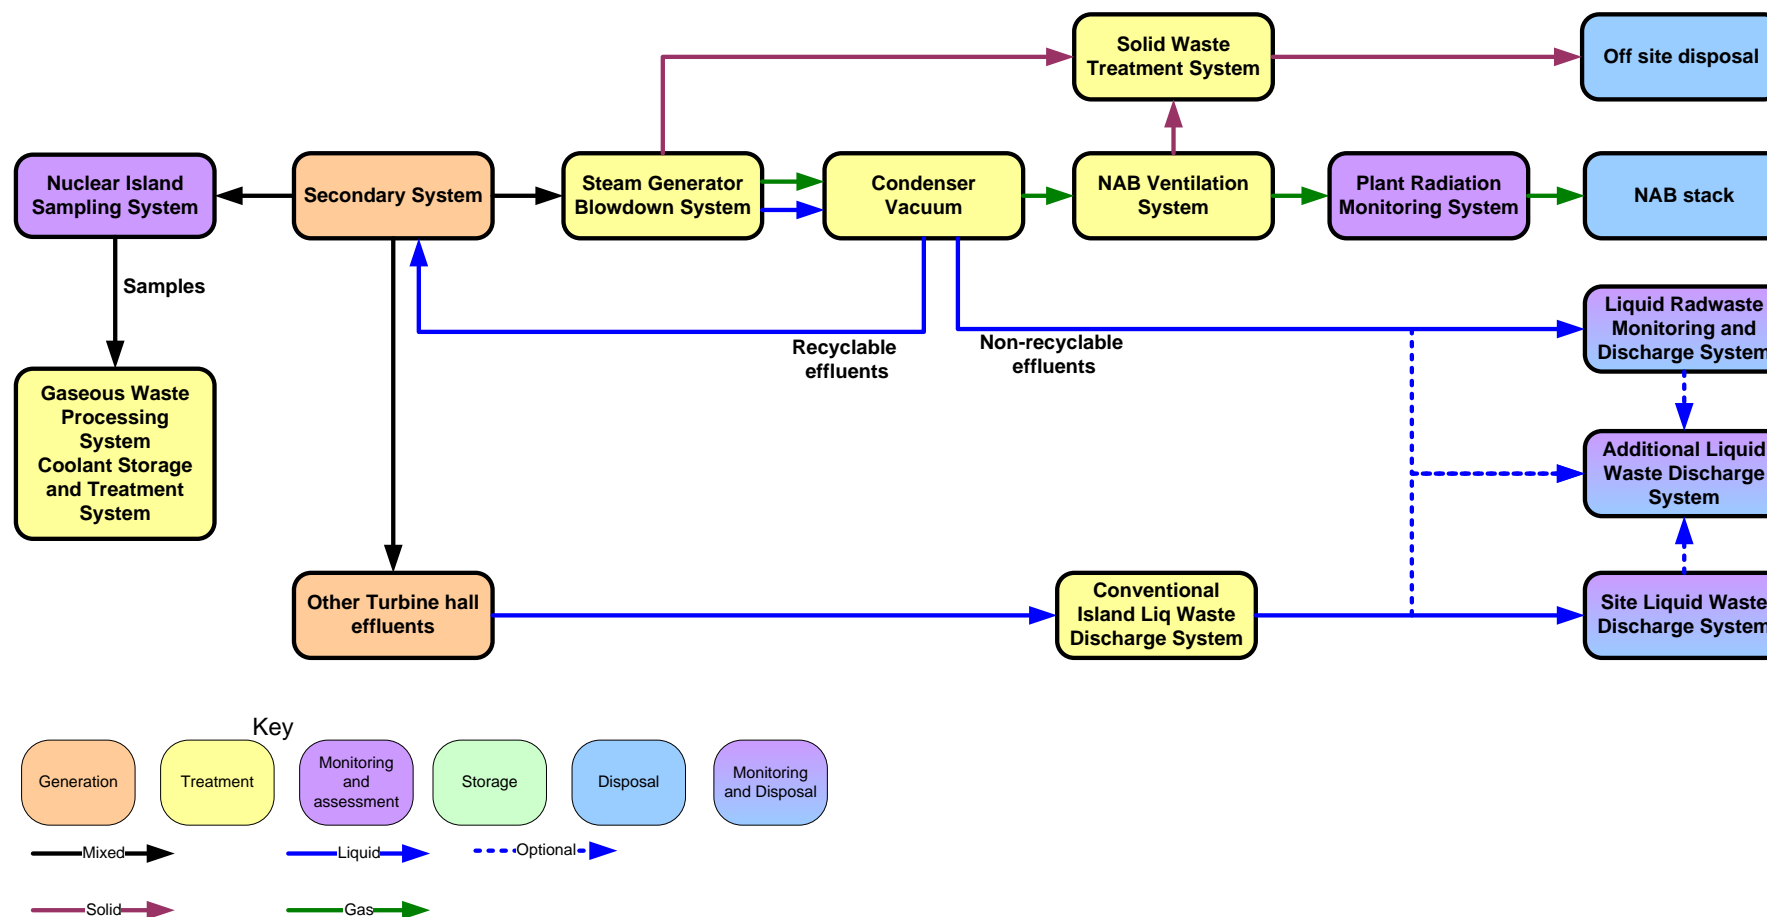 Solid Waste
Treatment System
Off site disposal
Nuclear Island
Sampling System
Secondary System
Steam Generator
Blowdown System
Condenser
Vacuum
NAB Ventilation
System
Plant Radiation
Monitoring System
NAB stack
Samples
Recyclable
effluents
Non-recyclable
effluents
Liquid Radwaste
Monitoring and
Discharge System
Gaseous Waste
Processing
System
Coolant Storage
and Treatment
System
Additional Liquid
Waste Discharge
System
Other Turbine hall
effluents
Conventional
Island Liq Waste
Discharge System
Site Liquid Waste
Discharge System
Key
Generation
Treatment
Monitoring
and
assessment
Storage
Disposal
Monitoring
and Disposal
Mixed
Liquid
Optional
Solid
Gas